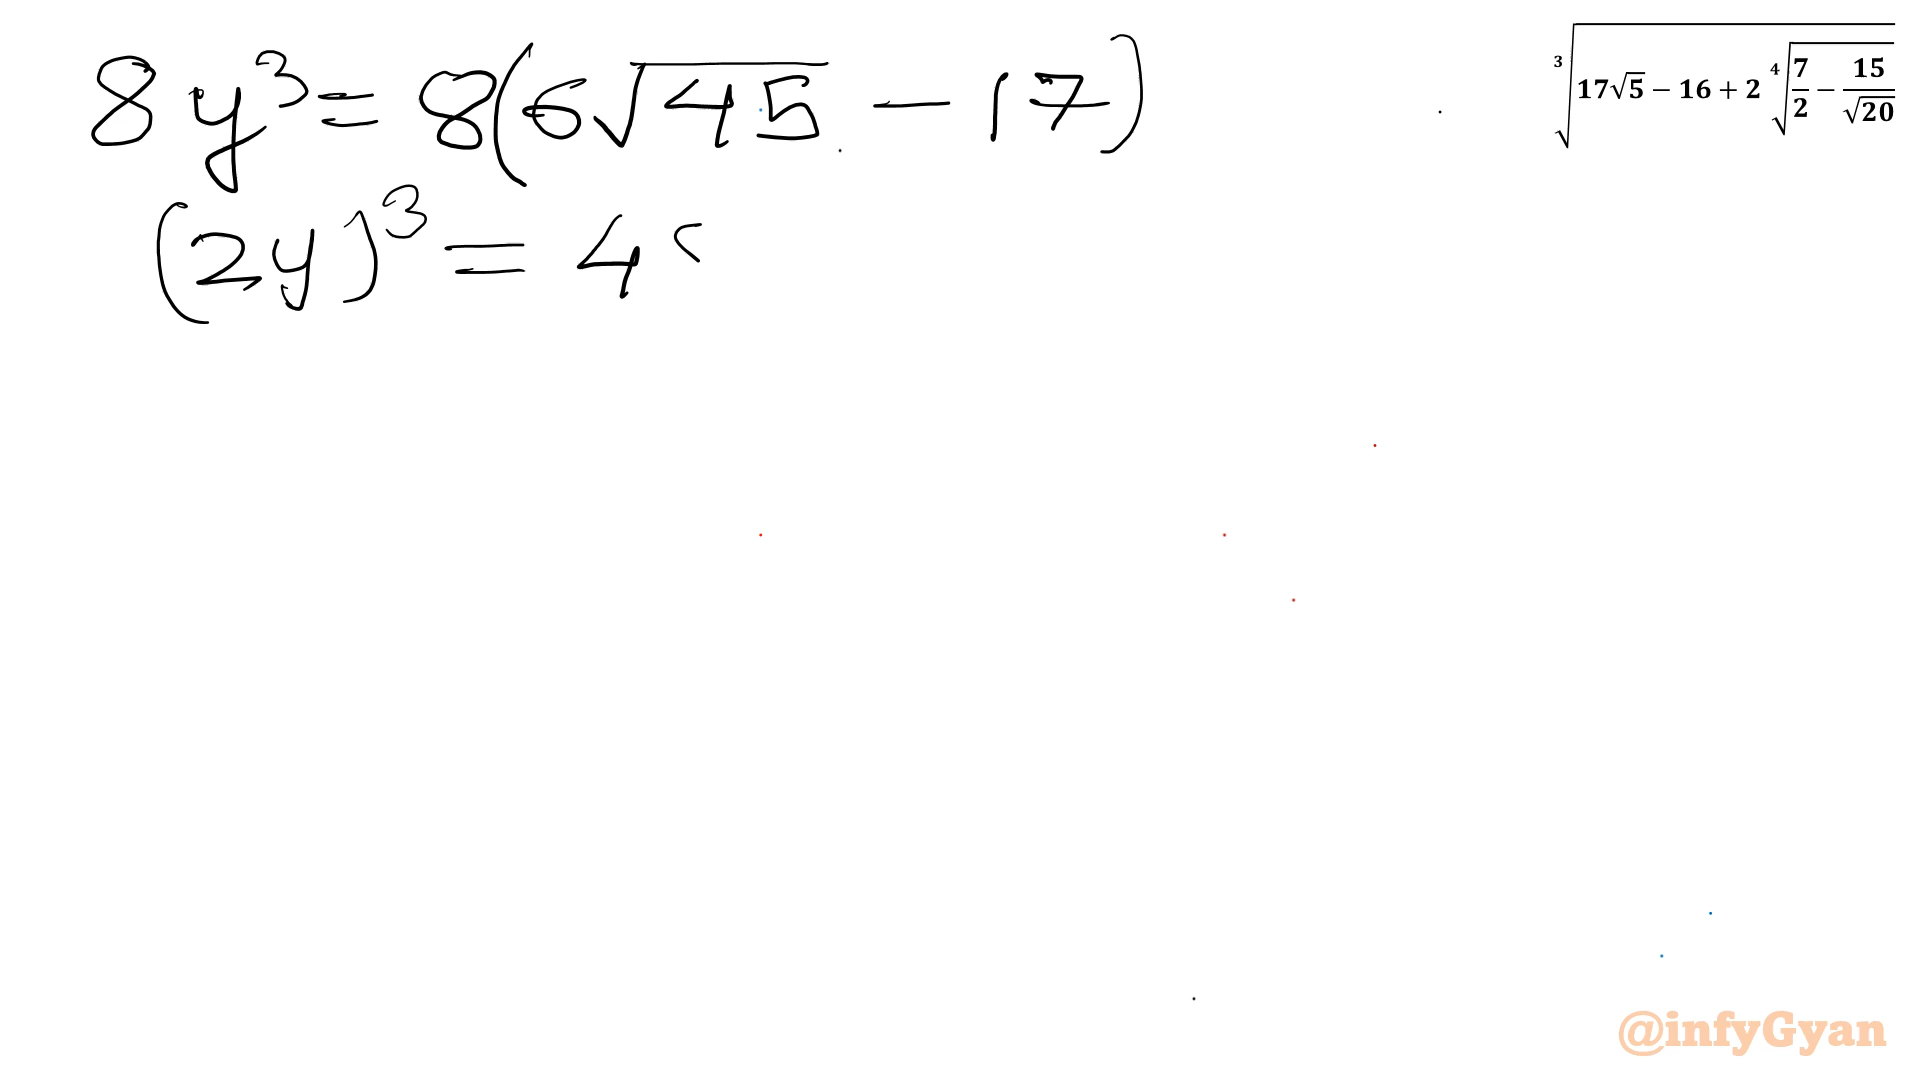 8y³ = 8(6√45 − 17)
(2y)³ = 4
∛(17√5 − 16 + 2 ∜(7/2 − 15/√20))
@infyGyan